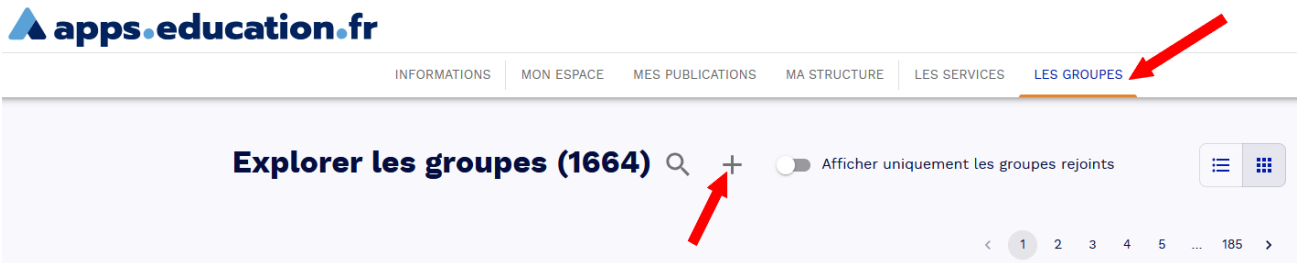 apps.education.fr
INFORMATIONS MON ESPACE MES PUBLICATIONS MA STRUCTURE LES SERVICES LES GROUPES
Explorer les groupes (1664) Afficher uniquement les groupes rejoints
< 1 2 3 4 5 ... 185 >